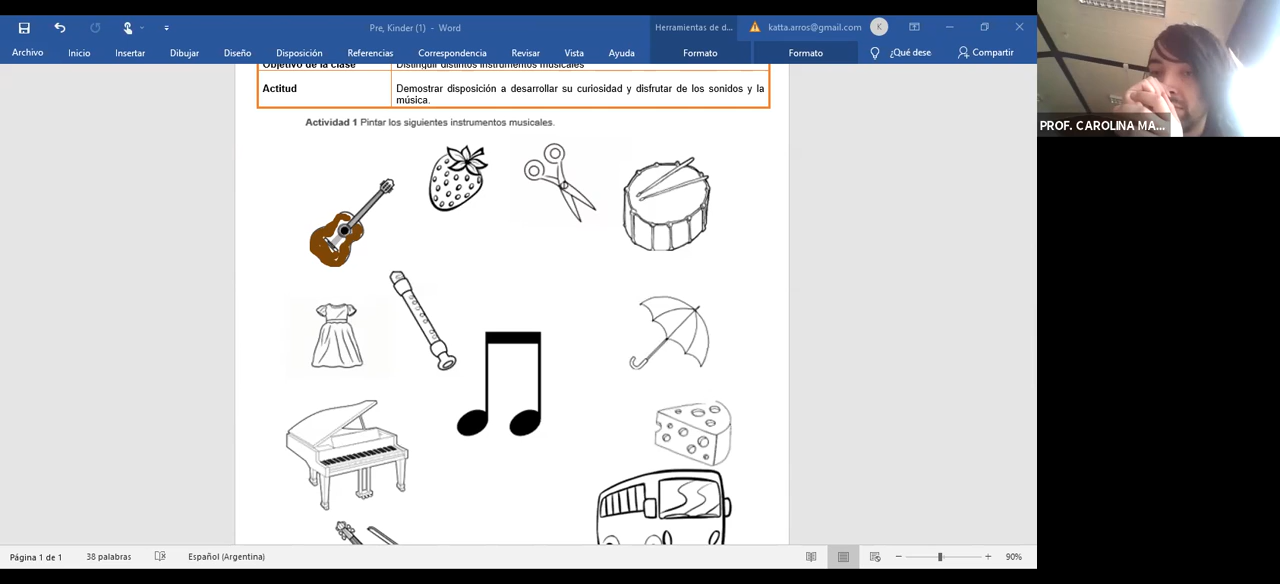 Pre, Kinder (1) - Word
Herramientas de d...
katta.arros@gmail.com
K
Archivo
Inicio
Insertar
Dibujar
Diseño
Disposición
Referencias
Correspondencia
Revisar
Vista
Ayuda
Formato
Formato
¿Qué dese
Compartir
PROF. CAROLINA MA...
Objetivo de la clase Distinguir distintos instrumentos musicales
Actitud Demostrar disposición a desarrollar su curiosidad y disfrutar de los sonidos y la
música.
Actividad 1 Pintar los siguientes instrumentos musicales.
Página 1 de 1
38 palabras
Español (Argentina)
90%